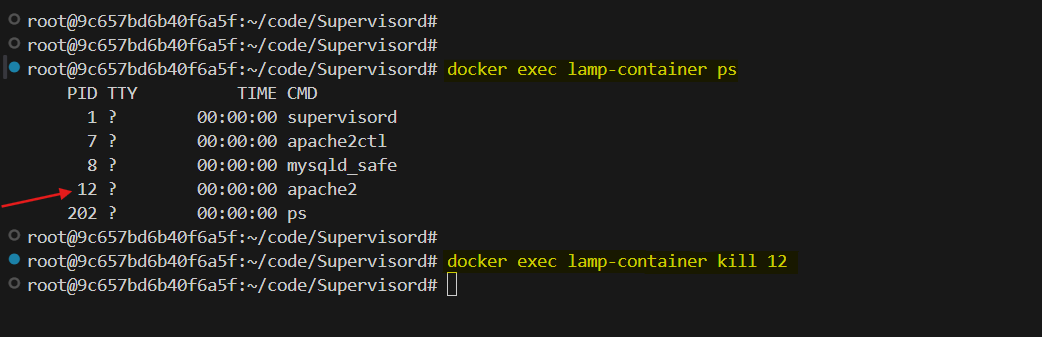 root@9c657bd6b40f6a5f:~/code/Supervisord#
root@9c657bd6b40f6a5f:~/code/Supervisord#
root@9c657bd6b40f6a5f:~/code/Supervisord# docker exec lamp-container ps
    PID TTY          TIME CMD
      1 ?        00:00:00 supervisord
      7 ?        00:00:00 apache2ctl
      8 ?        00:00:00 mysqld_safe
     12 ?        00:00:00 apache2
    202 ?        00:00:00 ps
root@9c657bd6b40f6a5f:~/code/Supervisord#
root@9c657bd6b40f6a5f:~/code/Supervisord# docker exec lamp-container kill 12
root@9c657bd6b40f6a5f:~/code/Supervisord#